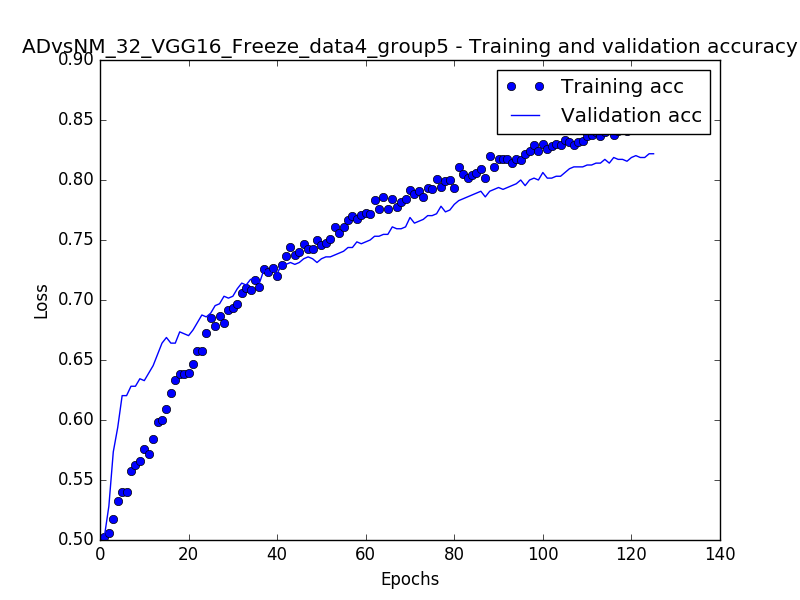 ADvsNM_32_VGG16_Freeze_data4_group5 - Training and validation accuracy
Training acc
Validation acc
0.90
0.85
0.80
0.75
0.70
0.65
0.60
0.55
0.50
Loss
0 20 40 60 80 100 120 140
Epochs